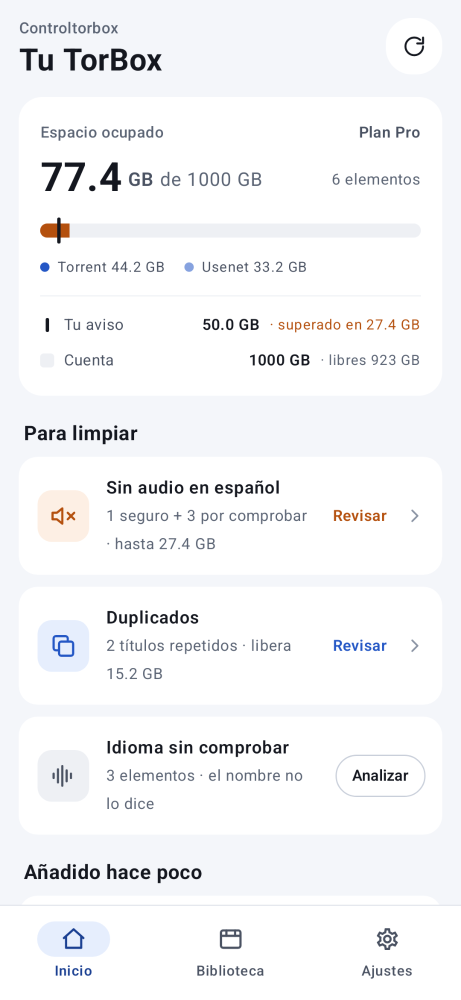 Controltorbox
Tu TorBox
Espacio ocupado
Plan Pro
77.4 GB de 1000 GB
6 elementos
Torrent 44.2 GB
Usenet 33.2 GB
Tu aviso
50.0 GB · superado en 27.4 GB
Cuenta
1000 GB · libres 923 GB
Para limpiar
Sin audio en español
1 seguro + 3 por comprobar
· hasta 27.4 GB
Revisar
Duplicados
2 títulos repetidos · libera
15.2 GB
Revisar
Idioma sin comprobar
3 elementos · el nombre no
lo dice
Analizar
Añadido hace poco
Inicio
Biblioteca
Ajustes